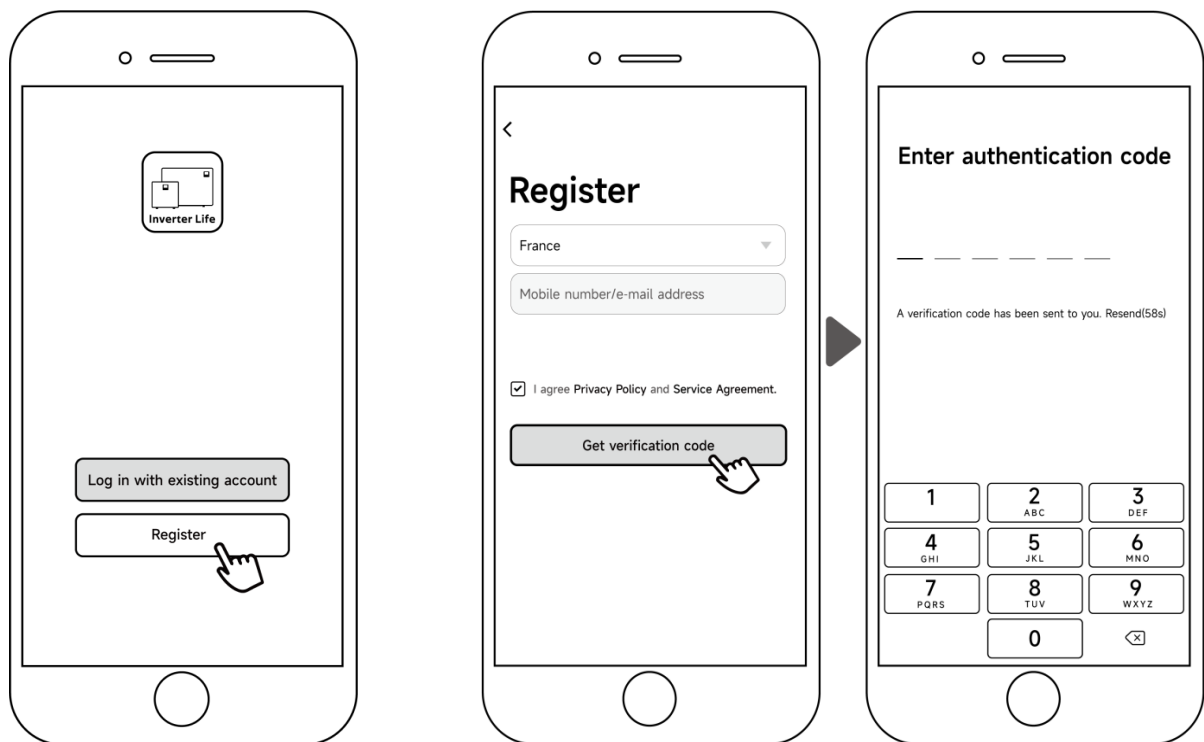 Inverter Life
Log in with existing account
Register
Register
France
Mobile number/e-mail address
I agree Privacy Policy and Service Agreement.
Get verification code
Enter authentication code
A verification code has been sent to you. Resend(58s)
1 2 3
ABC DEF
4 5 6
GHI JKL MNO
7 8 9
PQRS TUV WXYZ
0